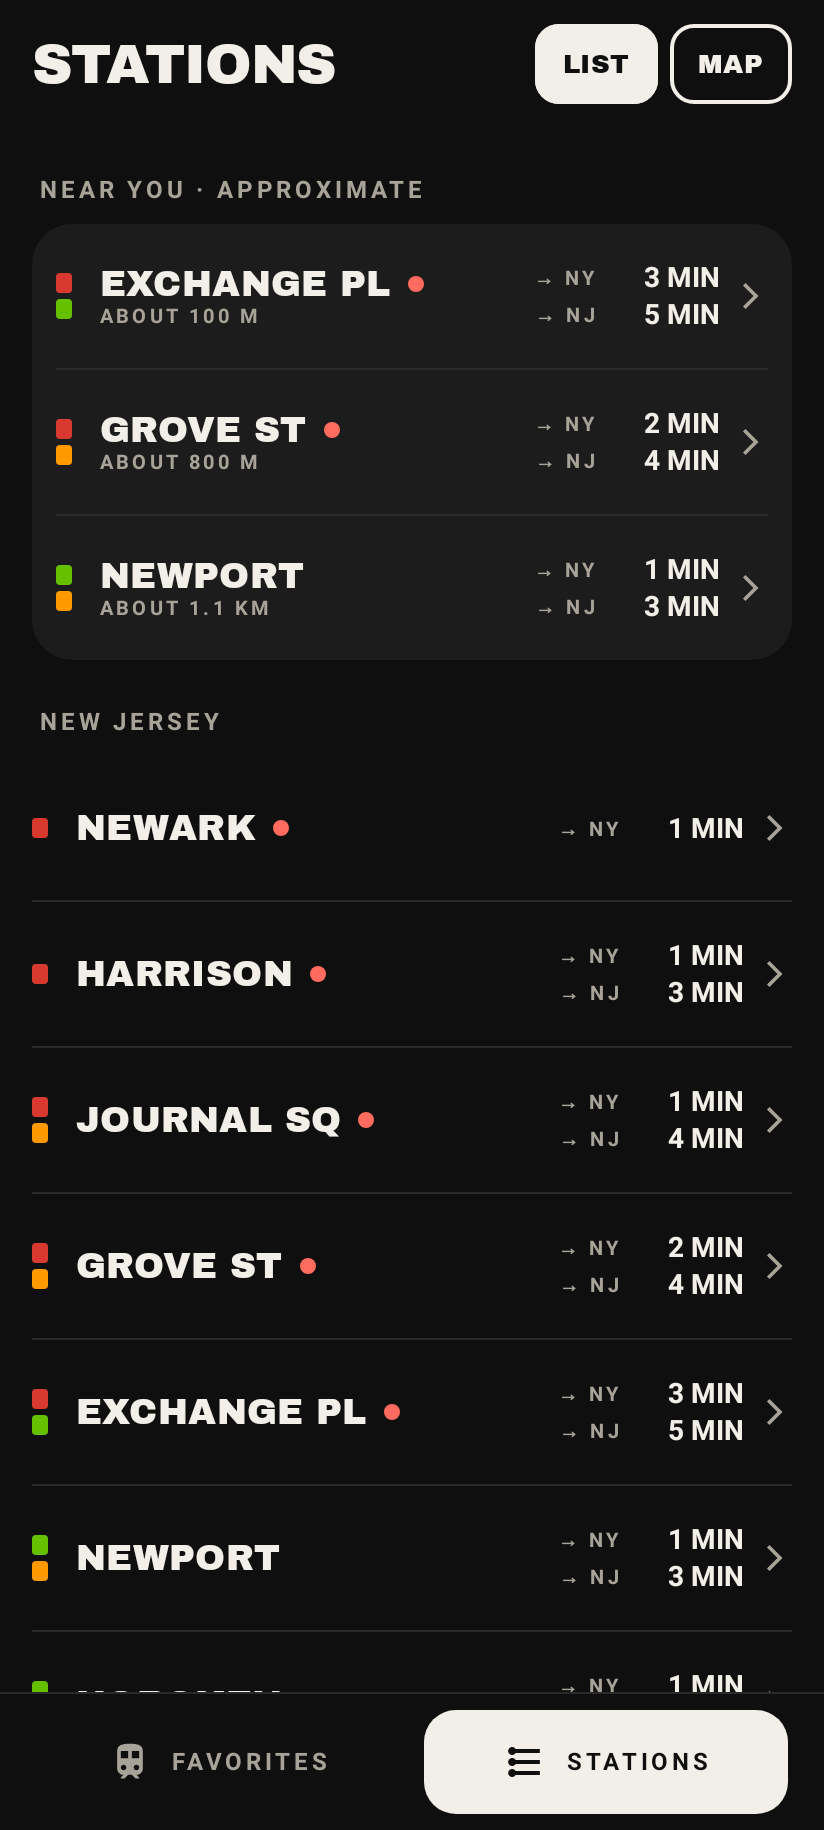 STATIONS
LIST
MAP
NEAR YOU · APPROXIMATE
EXCHANGE PL
ABOUT 100 M
→ NY 3 MIN
→ NJ 5 MIN
GROVE ST
ABOUT 800 M
→ NY 2 MIN
→ NJ 4 MIN
NEWPORT
ABOUT 1.1 KM
→ NY 1 MIN
→ NJ 3 MIN
NEW JERSEY
NEWARK
→ NY 1 MIN
HARRISON
→ NY 1 MIN
→ NJ 3 MIN
JOURNAL SQ
→ NY 1 MIN
→ NJ 4 MIN
GROVE ST
→ NY 2 MIN
→ NJ 4 MIN
EXCHANGE PL
→ NY 3 MIN
→ NJ 5 MIN
NEWPORT
→ NY 1 MIN
→ NJ 3 MIN
→ NY 1 MIN
FAVORITES
STATIONS